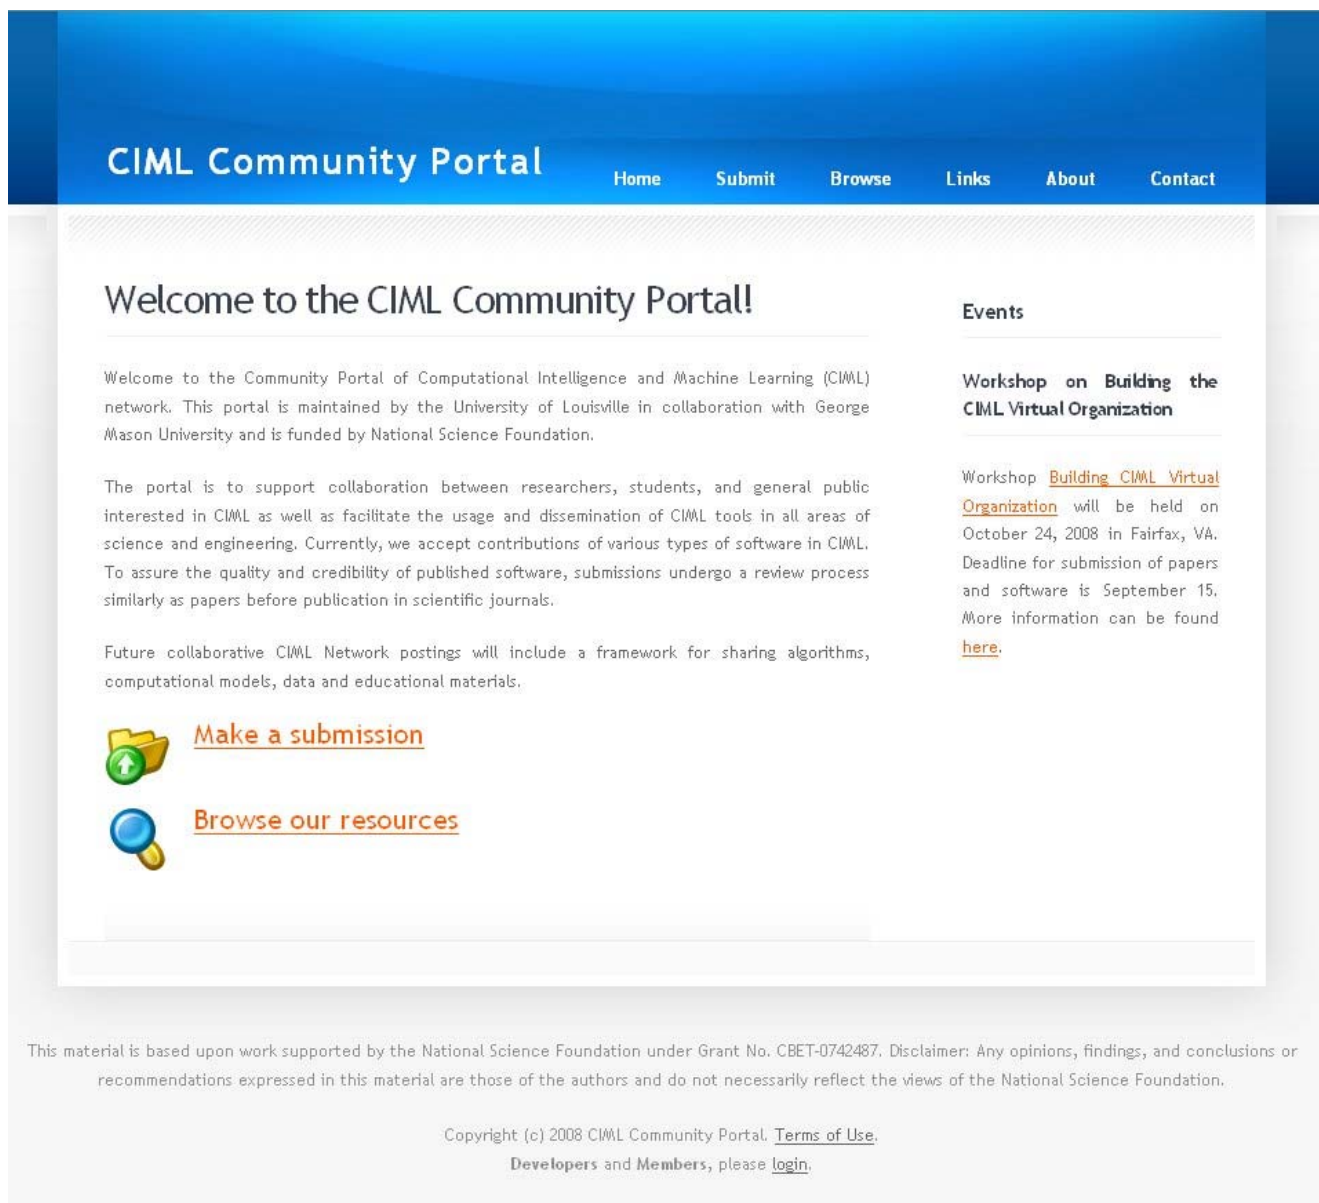 CIML Community Portal
Home Submit Browse Links About Contact
Welcome to the CIML Community Portal!
Welcome to the Community Portal of Computational Intelligence and Machine Learning (CIML)
network. This portal is maintained by the University of Louisville in collaboration with George
Mason University and is funded by National Science Foundation.
The portal is to support collaboration between researchers, students, and general public
interested in CIML as well as facilitate the usage and dissemination of CIML tools in all areas of
science and engineering. Currently, we accept contributions of various types of software in CIML.
To assure the quality and credibility of published software, submissions undergo a review process
similarly as papers before publication in scientific journals.
Future collaborative CIML Network postings will include a framework for sharing algorithms,
computational models, data and educational materials.
Make a submission
Browse our resources
Events
Workshop on Building the
CIML Virtual Organization
Workshop Building CIML Virtual
Organization will be held on
October 24, 2008 in Fairfax, VA.
Deadline for submission of papers
and software is September 15.
More information can be found
here.
This material is based upon work supported by the National Science Foundation under Grant No. CBET-0742487. Disclaimer: Any opinions, findings, and conclusions or
recommendations expressed in this material are those of the authors and do not necessarily reflect the views of the National Science Foundation.
Copyright (c) 2008 CIML Community Portal. Terms of Use.
Developers and Members, please login.